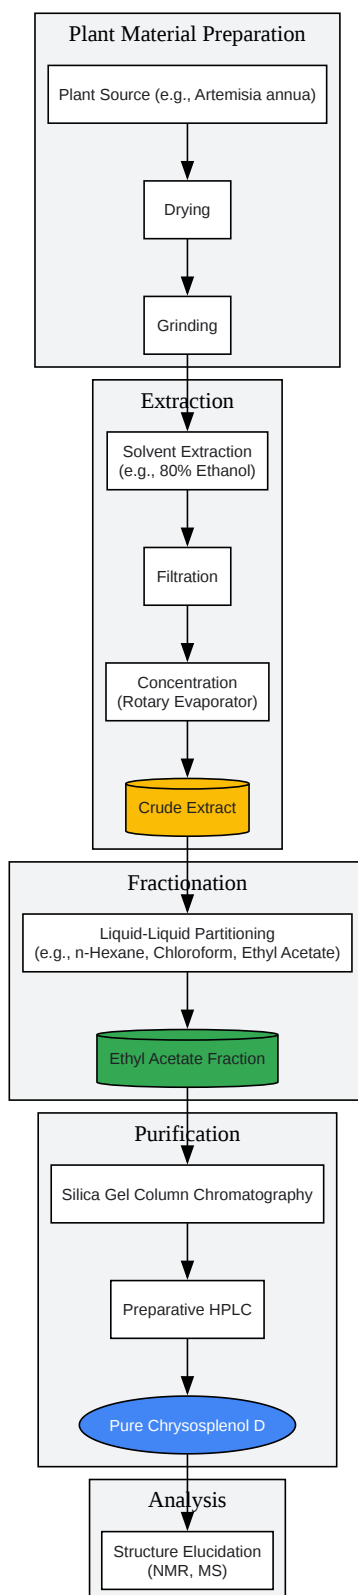 Plant Material Preparation
Plant Source (e.g., Artemisia annua)
Drying
Grinding
Extraction
Solvent Extraction
(e.g., 80% Ethanol)
Filtration
Concentration
(Rotary Evaporator)
Crude Extract
Fractionation
Liquid-Liquid Partitioning
(e.g., n-Hexane, Chloroform, Ethyl Acetate)
Ethyl Acetate Fraction
Purification
Silica Gel Column Chromatography
Preparative HPLC
Pure Chrysosplenol D
Analysis
Structure Elucidation
(NMR, MS)